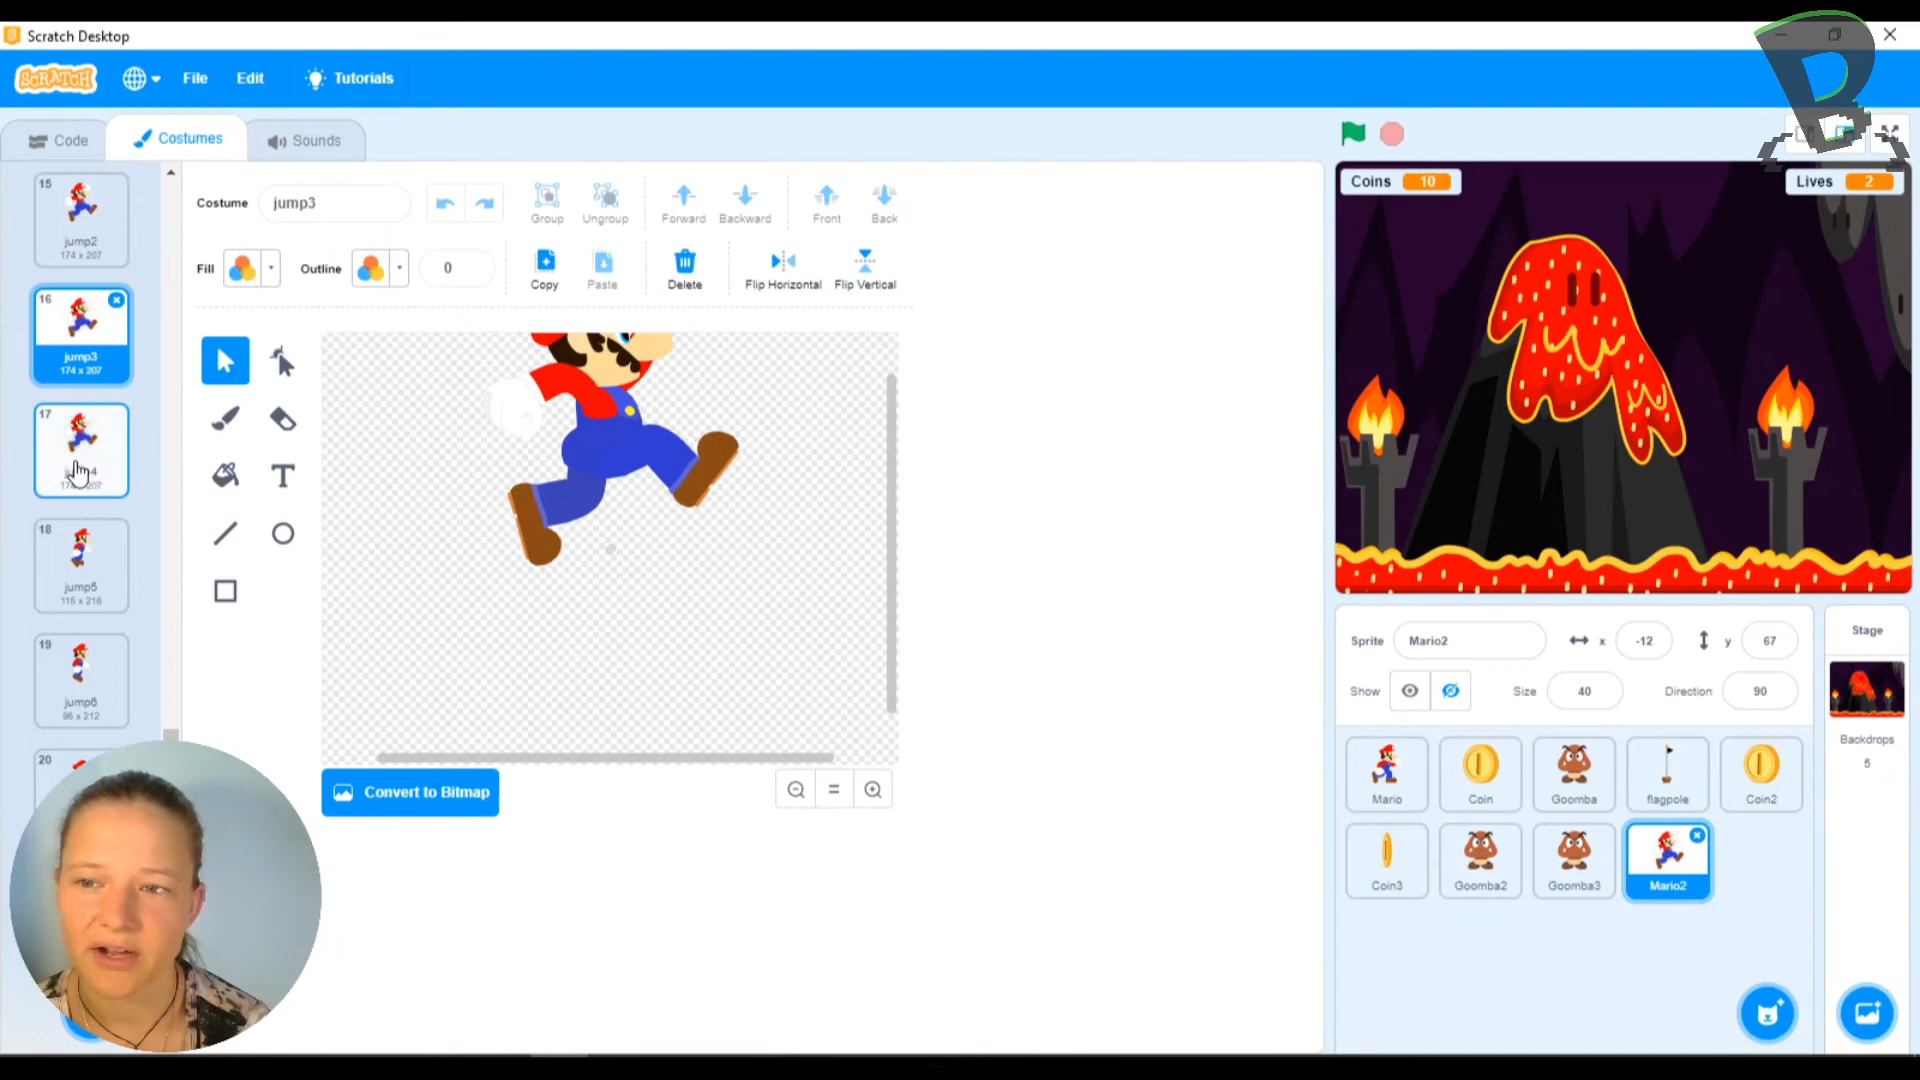 Scratch Desktop
SCRATCH
File
Edit
Tutorials
Code
Costumes
Sounds
Coins 10
Lives 2
15
jump2
174 x 207
16
jump3
174 x 207
17
18
jump5
115 x 216
19
jump6
96 x 212
20
Costume
jump3
Group
Ungroup
Forward
Backward
Front
Back
Fill
Outline
0
Copy
Paste
Delete
Flip Horizontal
Flip Vertical
Convert to Bitmap
Sprite
Mario2
x
-12
y
67
Show
Size
40
Direction
90
Stage
Backdrops
5
Mario
Coin
Goomba
flagpole
Coin2
Coin3
Goomba2
Goomba3
Mario2
B